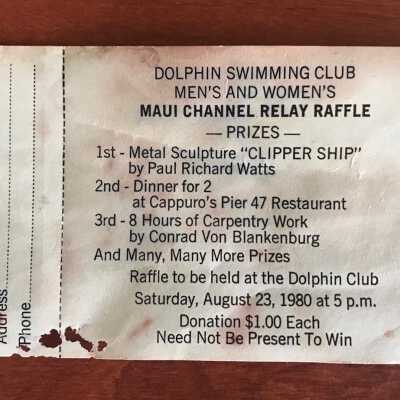 DOLPHIN SWIMMING CLUB
MEN'S AND WOMEN'S
MAUI CHANNEL RELAY RAFFLE
— PRIZES —
1st - Metal Sculpture "CLIPPER SHIP"
by Paul Richard Watts
2nd - Dinner for 2
at Cappuro's Pier 47 Restaurant
3rd - 8 Hours of Carpentry Work
by Conrad Von Blankenburg
And Many, Many More Prizes
Raffle to be held at the Dolphin Club
Saturday, August 23, 1980 at 5 p.m.
Donation $1.00 Each
Need Not Be Present To Win
Address
Phone